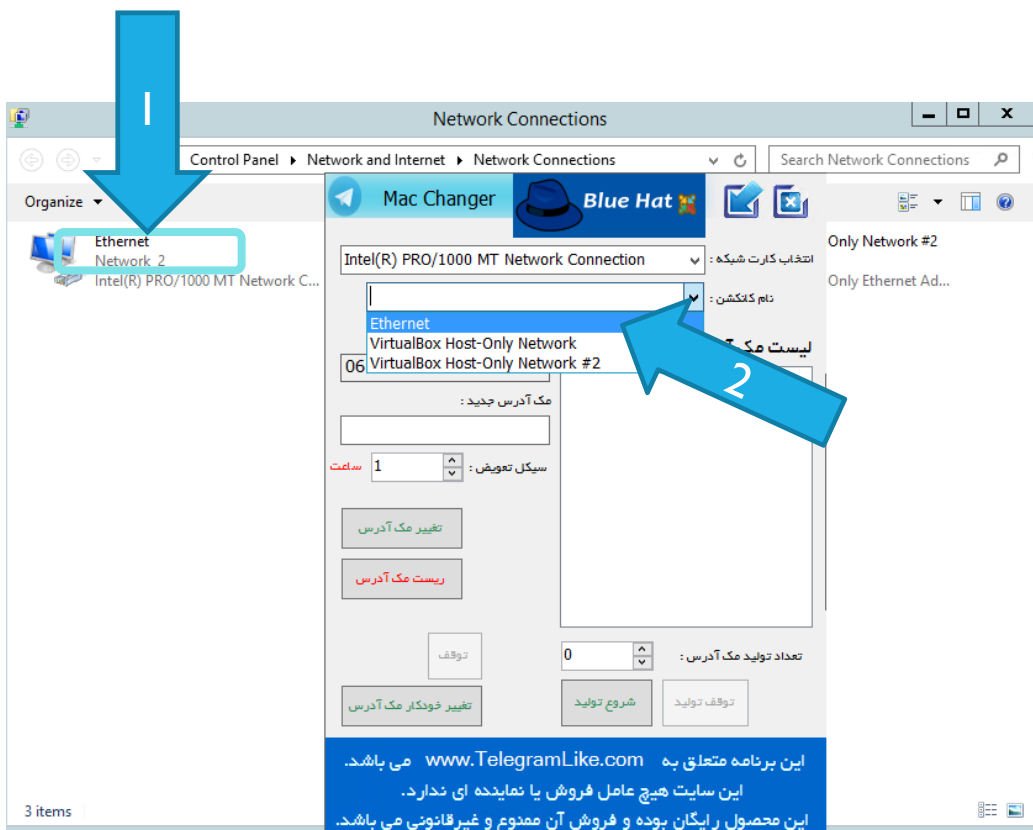 1
Network Connections
Control Panel Network and Internet Network Connections
Search Network Connections
Organize
Mac Changer
Blue Hat
Ethernet
Network 2
Intel(R) PRO/1000 MT Network C...
Only Network #2
Only Ethernet Ad...
انتخاب کارت شبکه :
Intel(R) PRO/1000 MT Network Connection
نام کانکشن :
Ethernet
VirtualBox Host-Only Network
VirtualBox Host-Only Network #2
لیست مک
06
2
مک آدرس جدید :
سیکل تعویض : 1 ساعت
تغییر مک آدرس
ریست مک آدرس
توقف
تعداد تولید مک آدرس : 0
تغییر خودکار مک آدرس
شروع تولید
توقف تولید
این برنامه متعلق به www.TelegramLike.com می باشد.
این سایت هیچ عامل فروش یا نماینده ای ندارد.
این محصول رایگان بوده و فروش آن ممنوع و غیرقانونی می باشد.
3 items